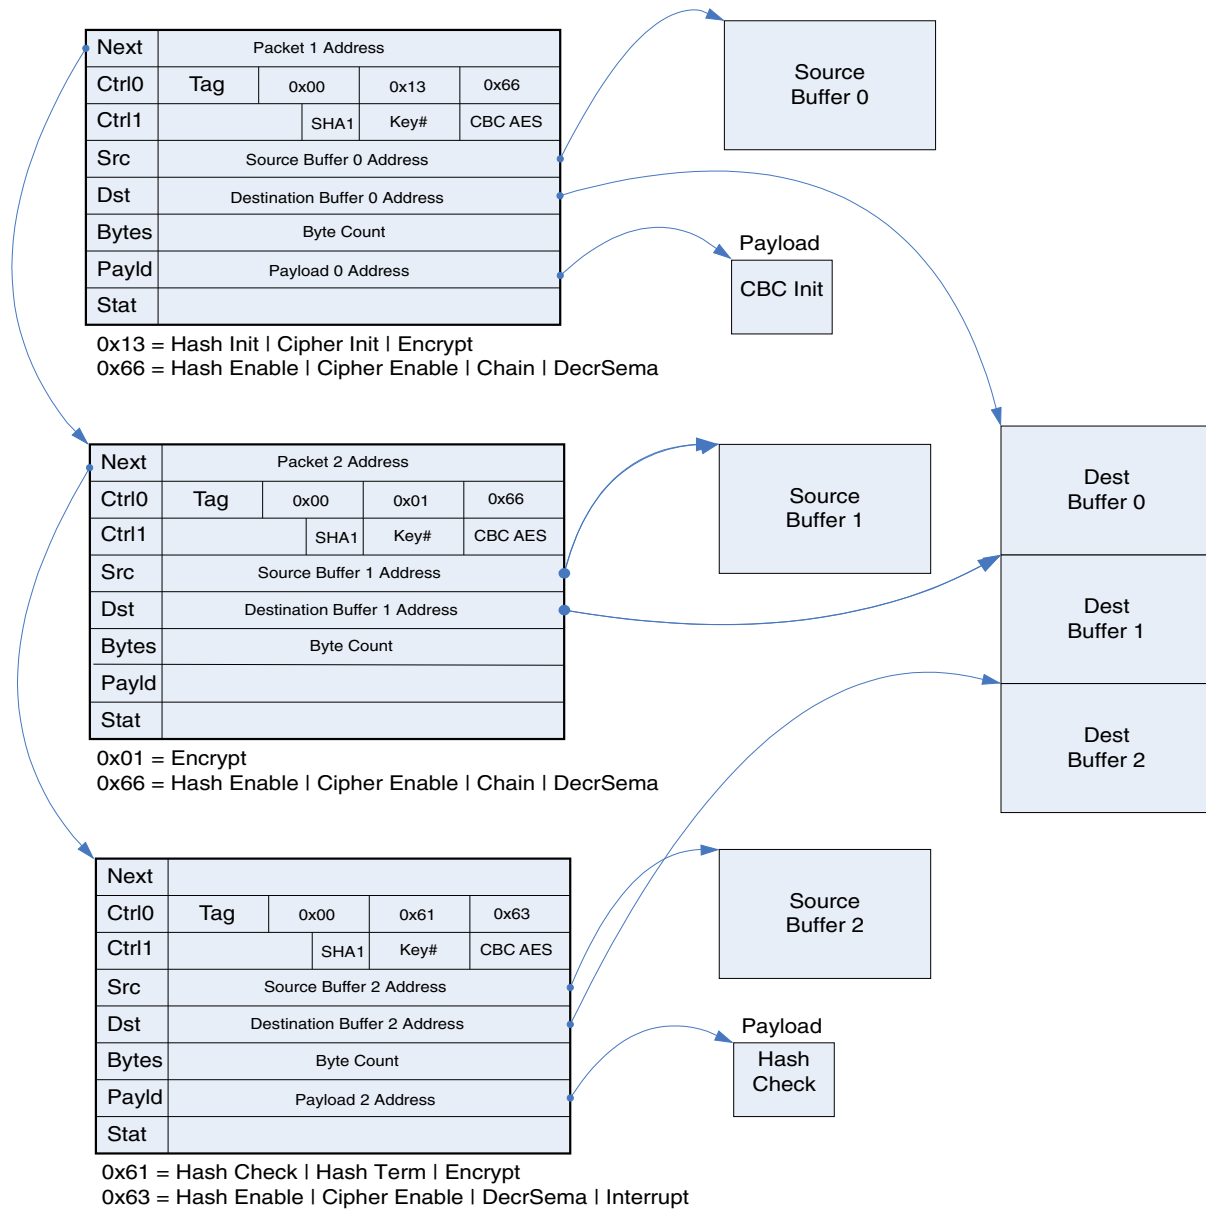 Next Packet 1 Address
Ctrl0 Tag 0x00 0x13 0x66
Ctrl1 SHA1 Key# CBC AES
Src Source Buffer 0 Address
Dst Destination Buffer 0 Address
Bytes Byte Count
Payld Payload 0 Address
Stat
0x13 = Hash Init | Cipher Init | Encrypt
0x66 = Hash Enable | Cipher Enable | Chain | DecrSema
Source
Buffer 0
Payload
CBC Init
Next Packet 2 Address
Ctrl0 Tag 0x00 0x01 0x66
Ctrl1 SHA1 Key# CBC AES
Src Source Buffer 1 Address
Dst Destination Buffer 1 Address
Bytes Byte Count
Payld
Stat
0x01 = Encrypt
0x66 = Hash Enable | Cipher Enable | Chain | DecrSema
Source
Buffer 1
Dest
Buffer 0
Dest
Buffer 1
Dest
Buffer 2
Next
Ctrl0 Tag 0x00 0x61 0x63
Ctrl1 SHA1 Key# CBC AES
Src Source Buffer 2 Address
Dst Destination Buffer 2 Address
Bytes Byte Count
Payld Payload 2 Address
Stat
0x61 = Hash Check | Hash Term | Encrypt
0x63 = Hash Enable | Cipher Enable | DecrSema | Interrupt
Source
Buffer 2
Payload
Hash
Check